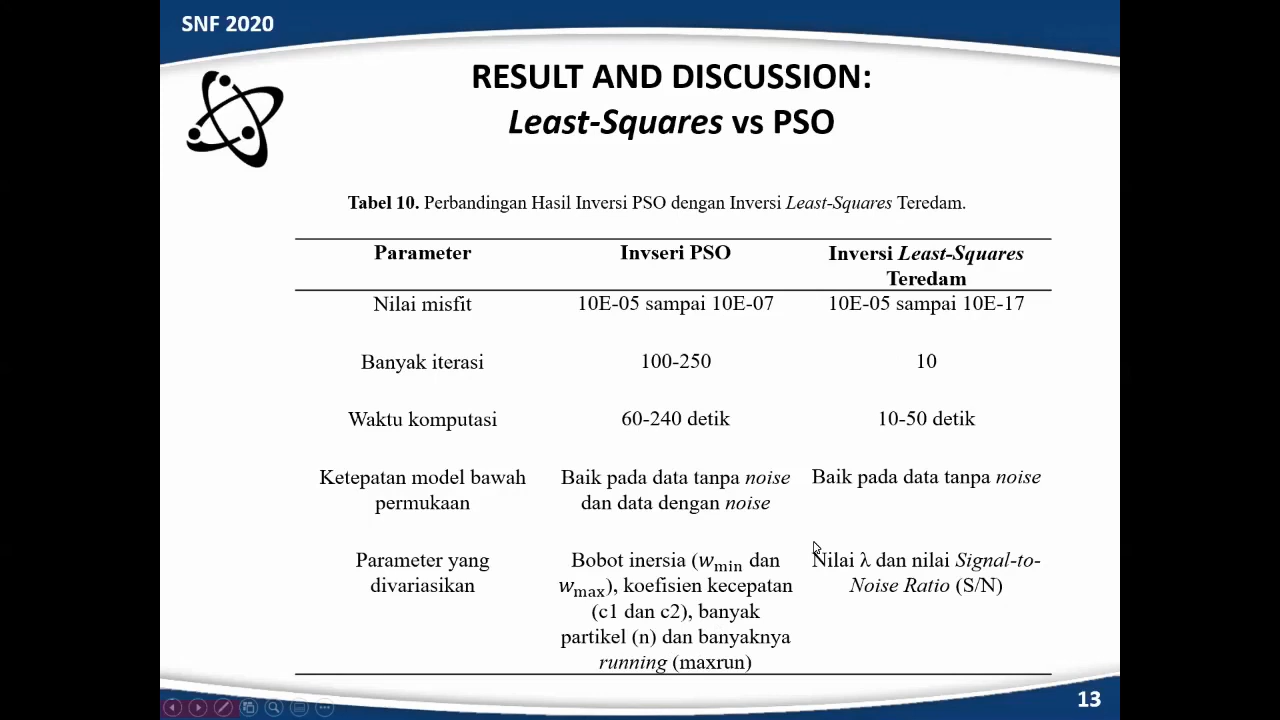 SNF 2020
RESULT AND DISCUSSION:
Least-Squares vs PSO
Tabel 10. Perbandingan Hasil Inversi PSO dengan Inversi Least-Squares Teredam.
Parameter
Invseri PSO
Inversi Least-Squares
Teredam
Nilai misfit
10E-05 sampai 10E-07
10E-05 sampai 10E-17
Banyak iterasi
100-250
10
Waktu komputasi
60-240 detik
10-50 detik
Ketepatan model bawah
permukaan
Baik pada data tanpa noise
dan data dengan noise
Baik pada data tanpa noise
Parameter yang
divariasikan
Bobot inersia (wmin dan
wmax), koefisien kecepatan
(c1 dan c2), banyak
partikel (n) dan banyaknya
running (maxrun)
Nilai λ dan nilai Signal-to-
Noise Ratio (S/N)
13